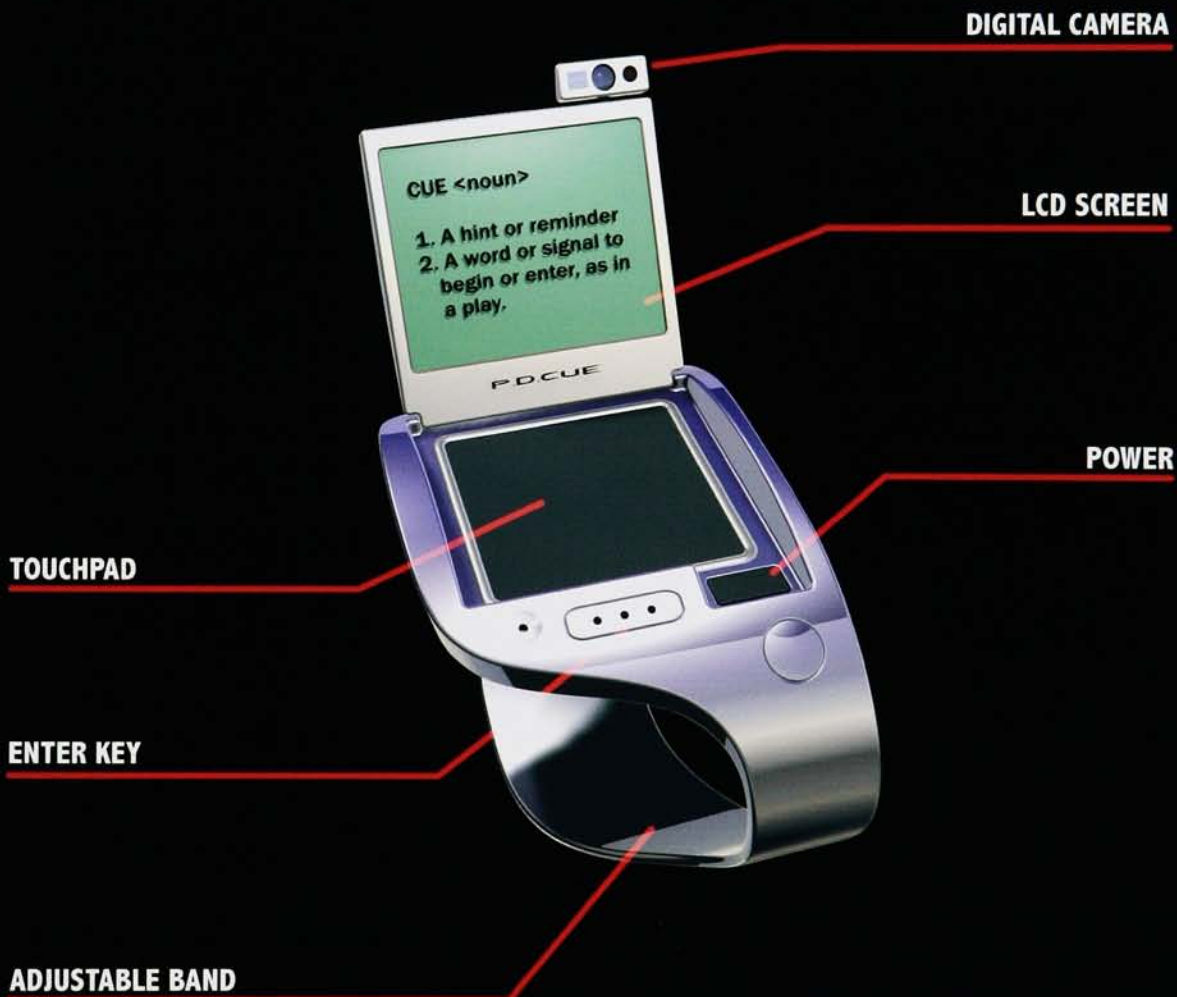 DIGITAL CAMERA
CUE <noun>
1. A hint or reminder
2. A word or signal to
begin or enter, as in
a play.
LCD SCREEN
P.D.CUE
POWER
TOUCHPAD
ENTER KEY
ADJUSTABLE BAND